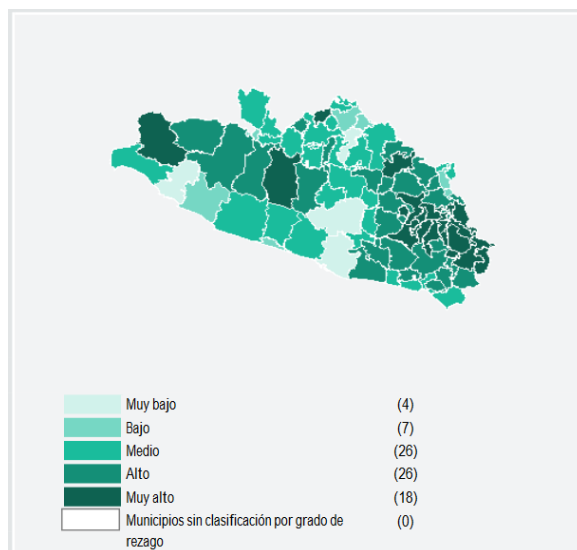 Muy bajo (4)
Bajo (7)
Medio (26)
Alto (26)
Muy alto (18)
Municipios sin clasificación por grado de (0)
rezago